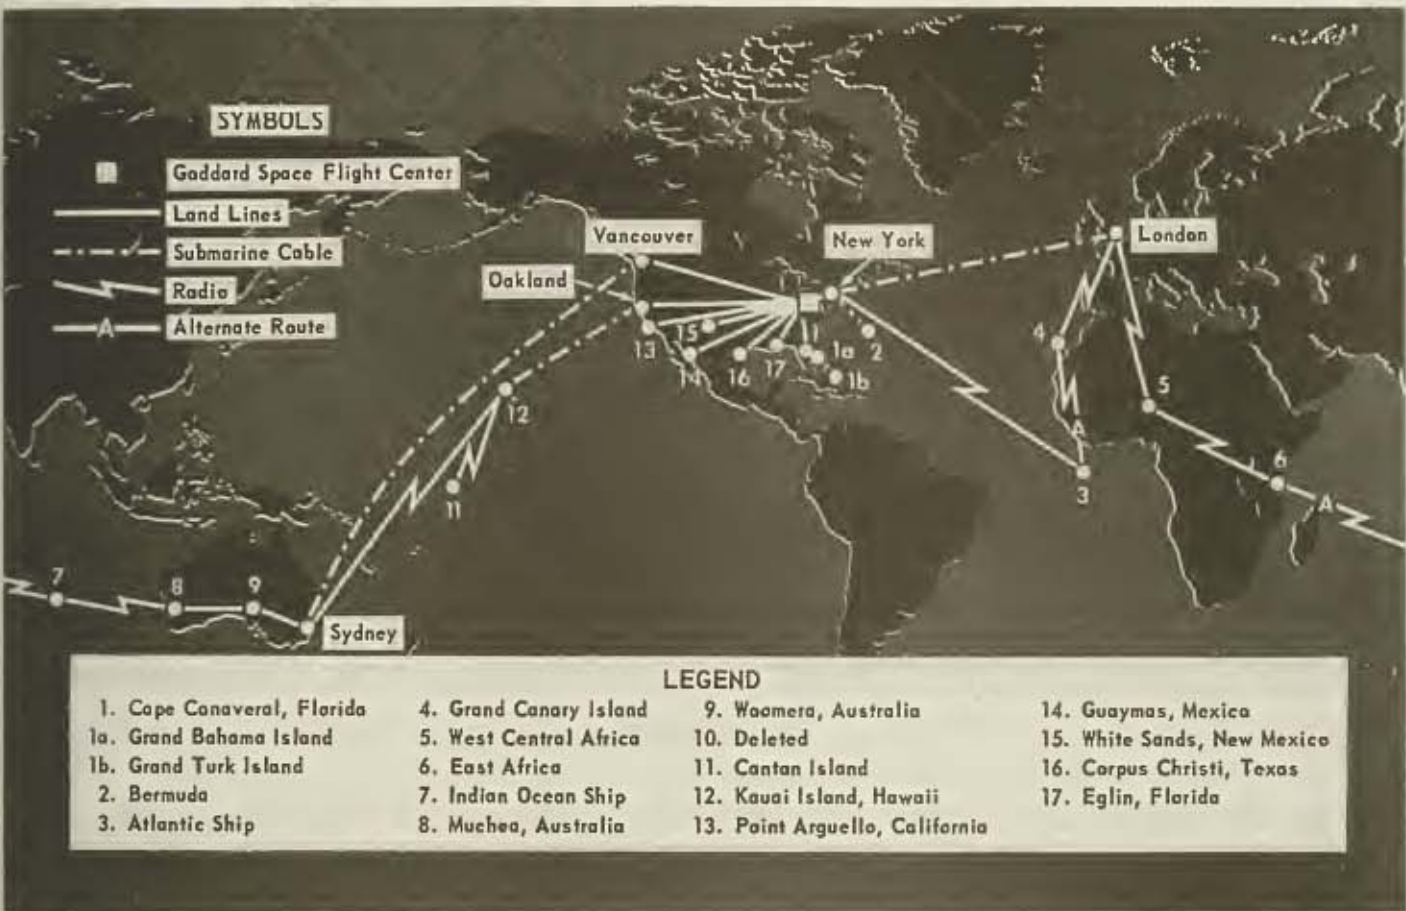 SYMBOLS
Goddard Space Flight Center
Land Lines
Submarine Cable
Radio
A Alternate Route
Vancouver
New York
London
Oakland
13
15
14
16
17
1
1a
1b
2
4
5
A
3
6
A
12
11
7
8
9
Sydney
LEGEND
1. Cape Canaveral, Florida
1a. Grand Bahama Island
1b. Grand Turk Island
2. Bermuda
3. Atlantic Ship
4. Grand Canary Island
5. West Central Africa
6. East Africa
7. Indian Ocean Ship
8. Muchea, Australia
9. Woomera, Australia
10. Deleted
11. Canton Island
12. Kauai Island, Hawaii
13. Point Arguello, California
14. Guaymas, Mexico
15. White Sands, New Mexico
16. Corpus Christi, Texas
17. Eglin, Florida